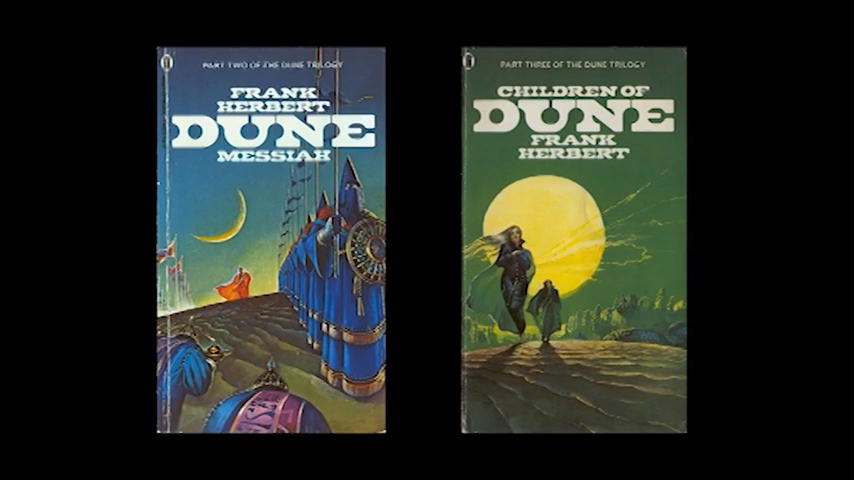 PART TWO OF THE DUNE TRILOGY
FRANK
HERBERT
DUNE
MESSIAH
PART THREE OF THE DUNE TRILOGY
CHILDREN OF
DUNE
FRANK
HERBERT